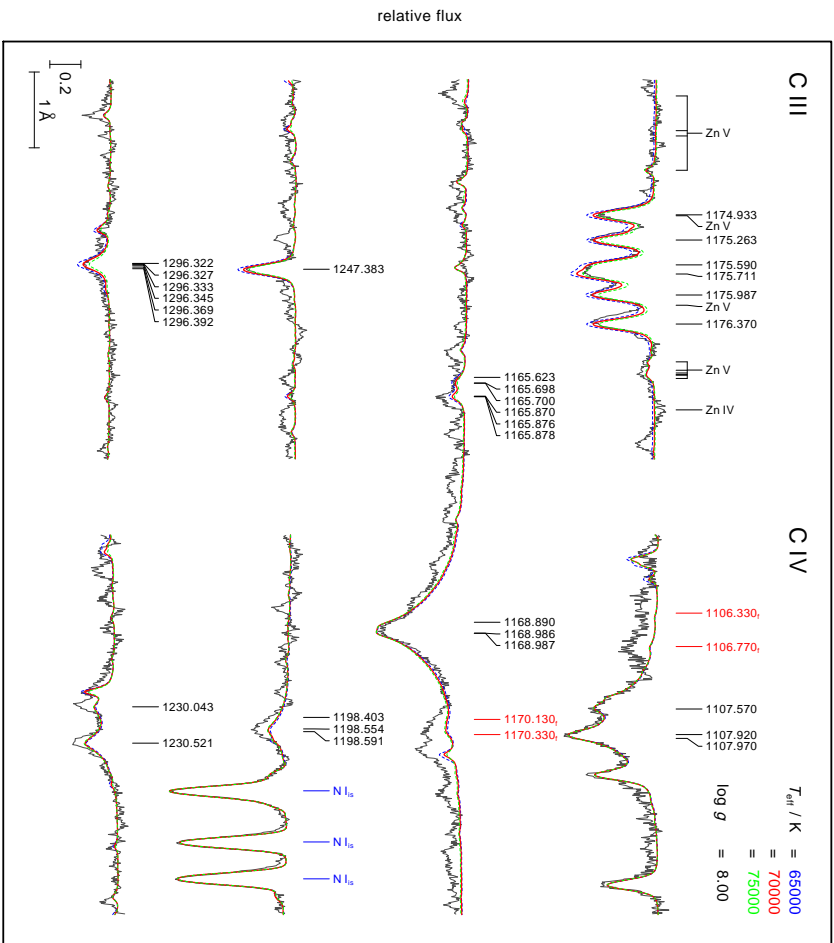 relative flux
C III
Zn V
1174.933
Zn V
1175.263
1175.590
1175.711
1175.987
Zn V
1176.370
Zn V
Zn IV
1165.623
1165.698
1165.700
1165.870
1165.876
1165.878
1247.383
1296.322
1296.327
1296.333
1296.345
1296.369
1296.392
0.2
1 Å
C IV
1106.330f
1106.770f
1107.570
1107.920
1107.970
1168.890
1168.986
1168.987
1170.130f
1170.330f
1198.403
1198.554
1198.591
N Iis
N Iis
N Iis
1230.043
1230.521
Teff / K = 65000
= 70000
= 75000
log g = 8.00